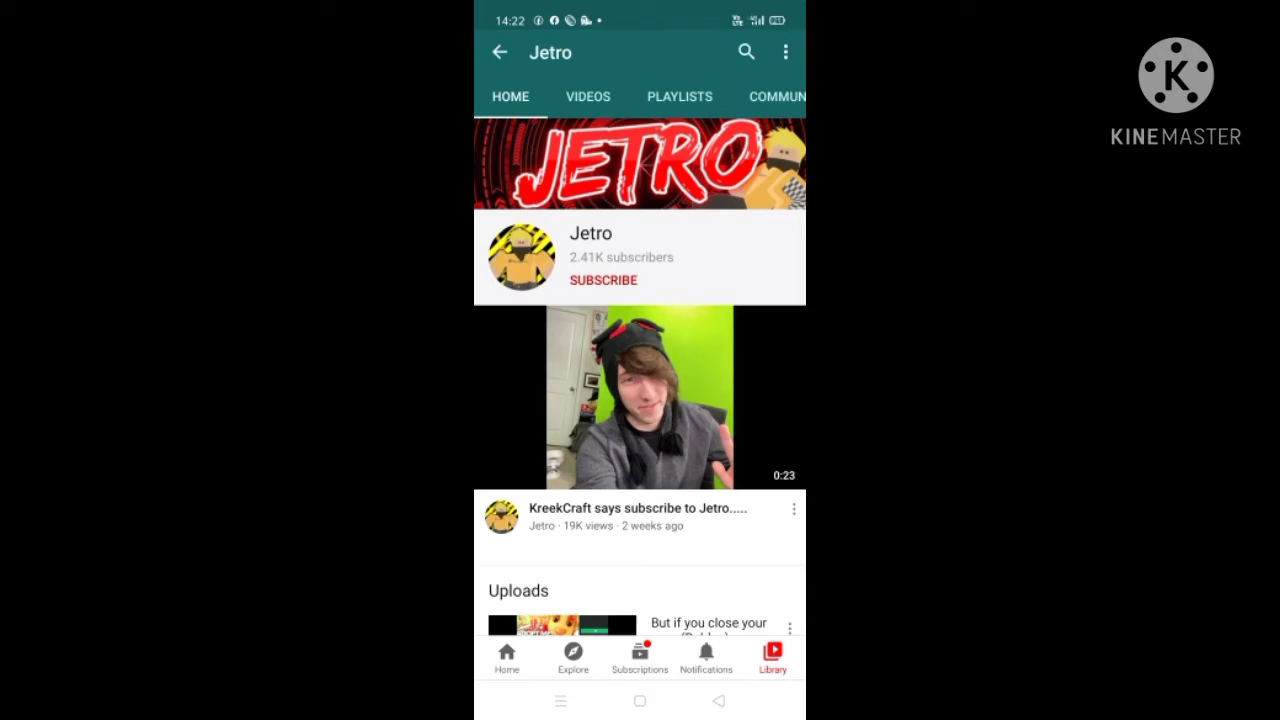 14:22
Jetro
HOME VIDEOS PLAYLISTS COMMUN
JETRO
Jetro
2.41K subscribers
SUBSCRIBE
0:23
KreekCraft says subscribe to Jetro.....
Jetro · 19K views · 2 weeks ago
Uploads
But if you close your
Home Explore Subscriptions Notifications Library
K
KINEMASTER